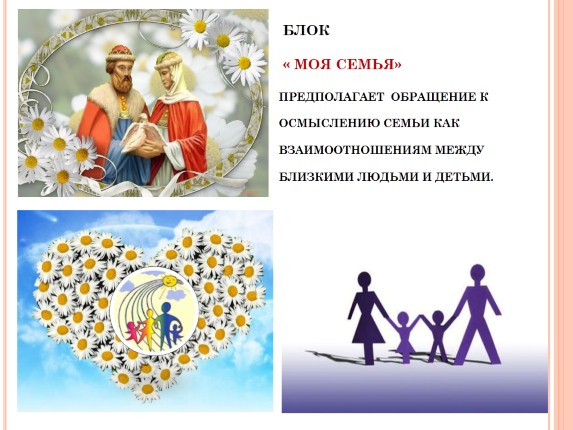 БЛОК
« МОЯ СЕМЬЯ»
ПРЕДПОЛАГАЕТ ОБРАЩЕНИЕ К
ОСМЫСЛЕНИЮ СЕМЬИ КАК
ВЗАИМООТНОШЕНИЯМ МЕЖДУ
БЛИЗКИМИ ЛЮДЬМИ И ДЕТЬМИ.